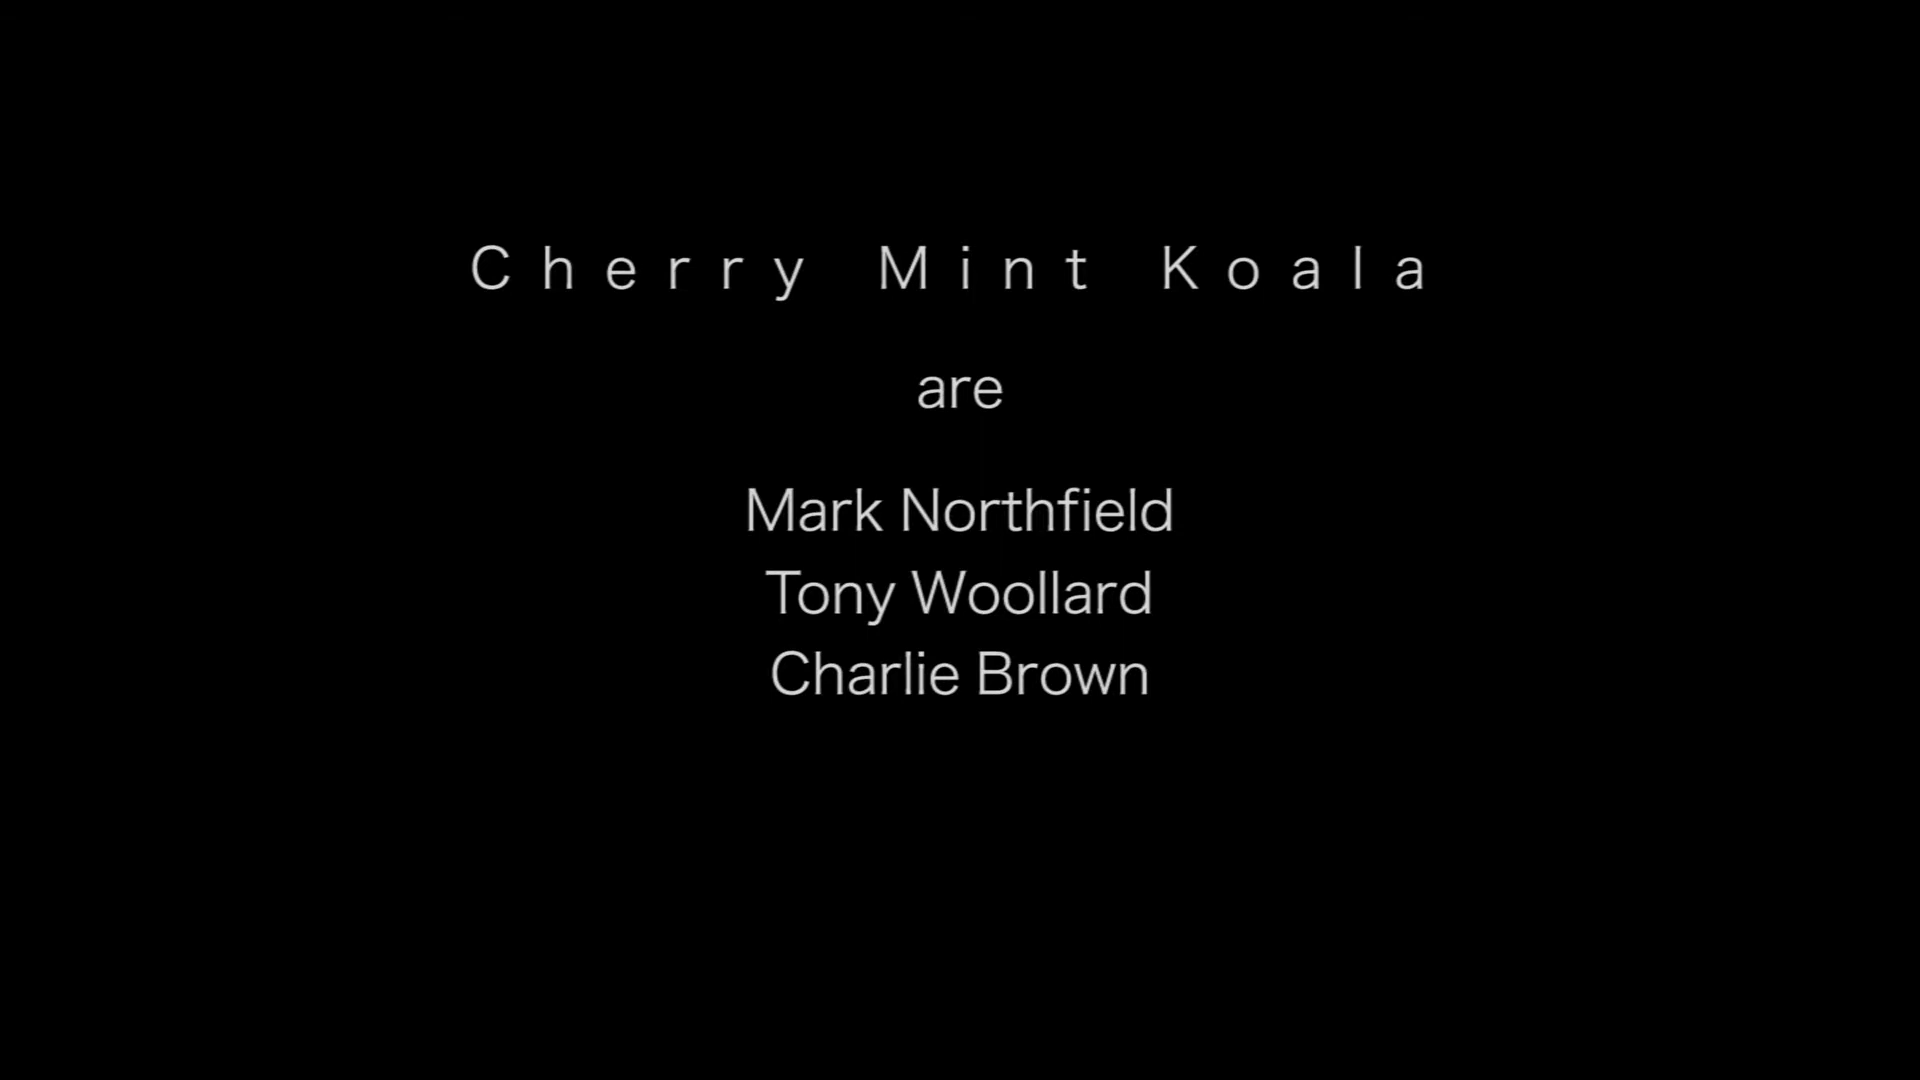 Cherry Mint Koala
are
Mark Northfield
Tony Woollard
Charlie Brown